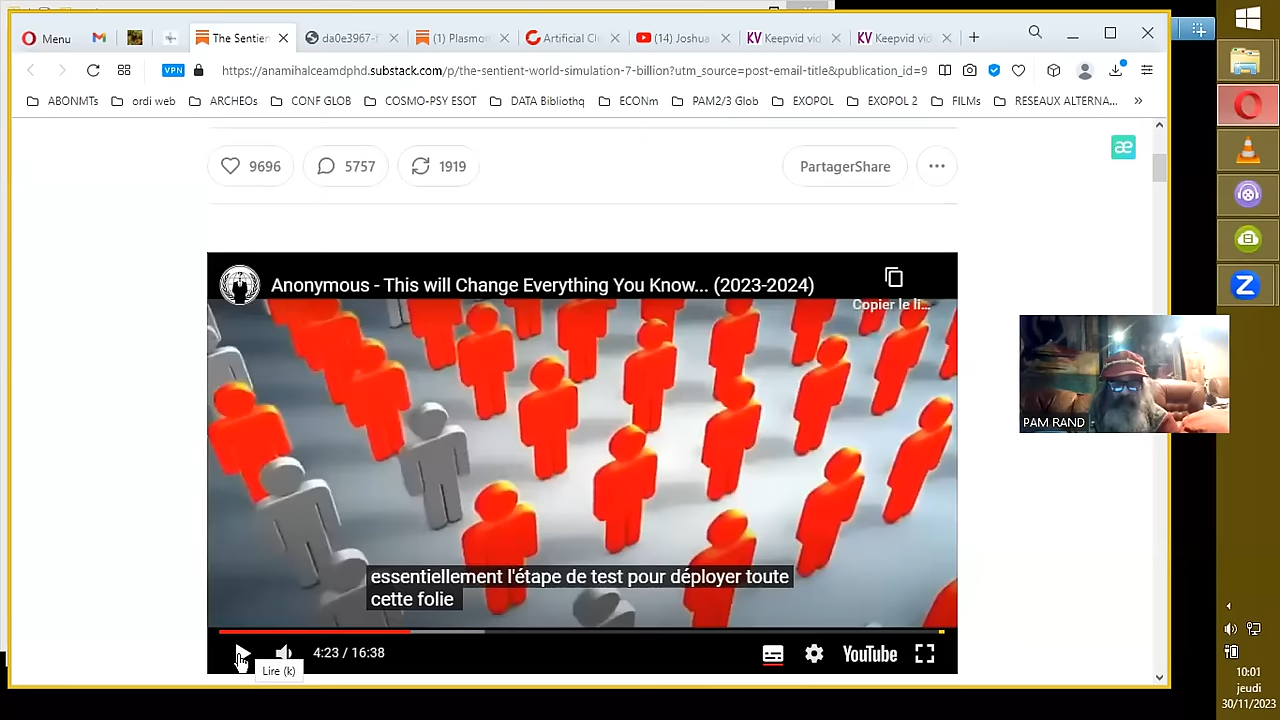 Menu
The Sentien
da0e3967-f
(1) Plasmo
Artificial Cl
(14) Joshua
KV Keepvid vid
KV Keepvid vid
VPN
https://anamihalceamdphd.substack.com/p/the-sentient-world-simulation-7-billion?utm_source=post-email-title&publication_id=9
ABONMTs
ordi web
ARCHEOs
CONF GLOB
COSMO-PSY ESOT
DATA Bibliothq
ECONm
PAM2/3 Glob
EXOPOL
EXOPOL 2
FILMs
RESEAUX ALTERNA...
æ
9696
5757
1919
PartagerShare
Anonymous - This will Change Everything You Know... (2023-2024)
Copier le li...
PAM RAND
essentiellement l'étape de test pour déployer toute
cette folie
4:23 / 16:38
YouTube
Lire (k)
Z
10:01
jeudi
30/11/2023